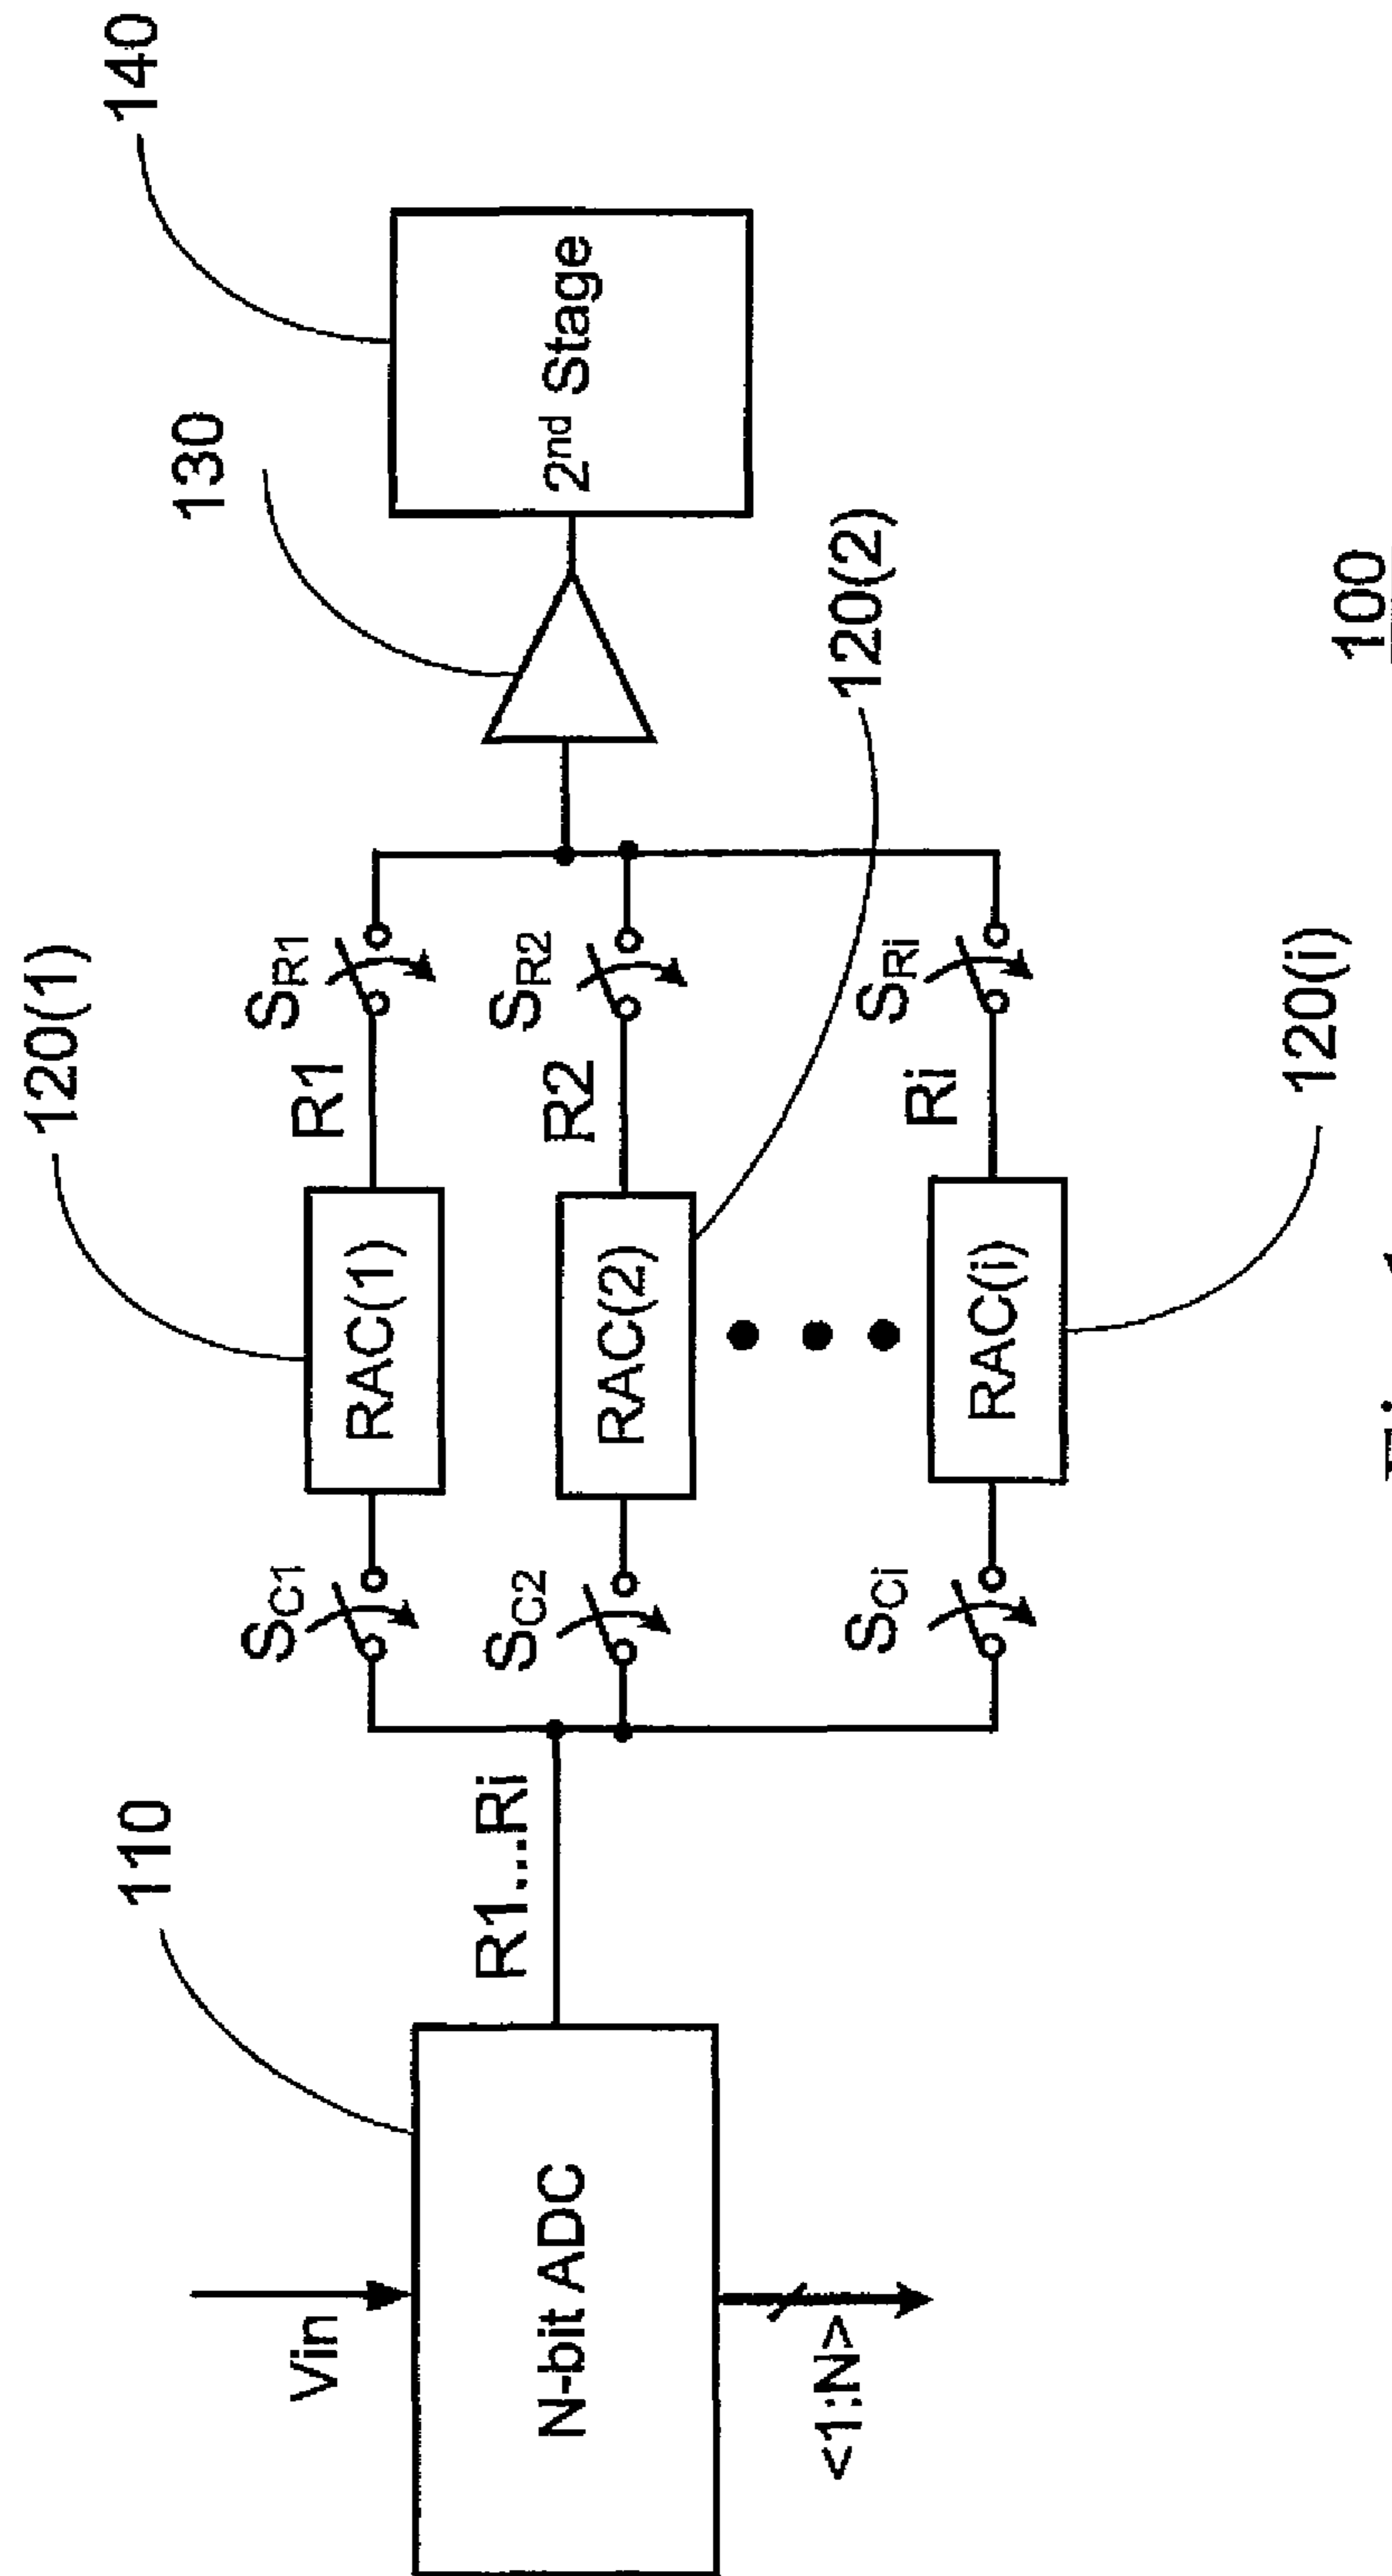 140
130
2nd Stage
120(1)
SR1
R1
SR2
R2
120(2)
SRi
Ri
120(i)
RAC(1)
RAC(2)
RAC(i)
SC1
SC2
SCi
110
R1...Ri
Vin
N-bit ADC
<1:N>
100